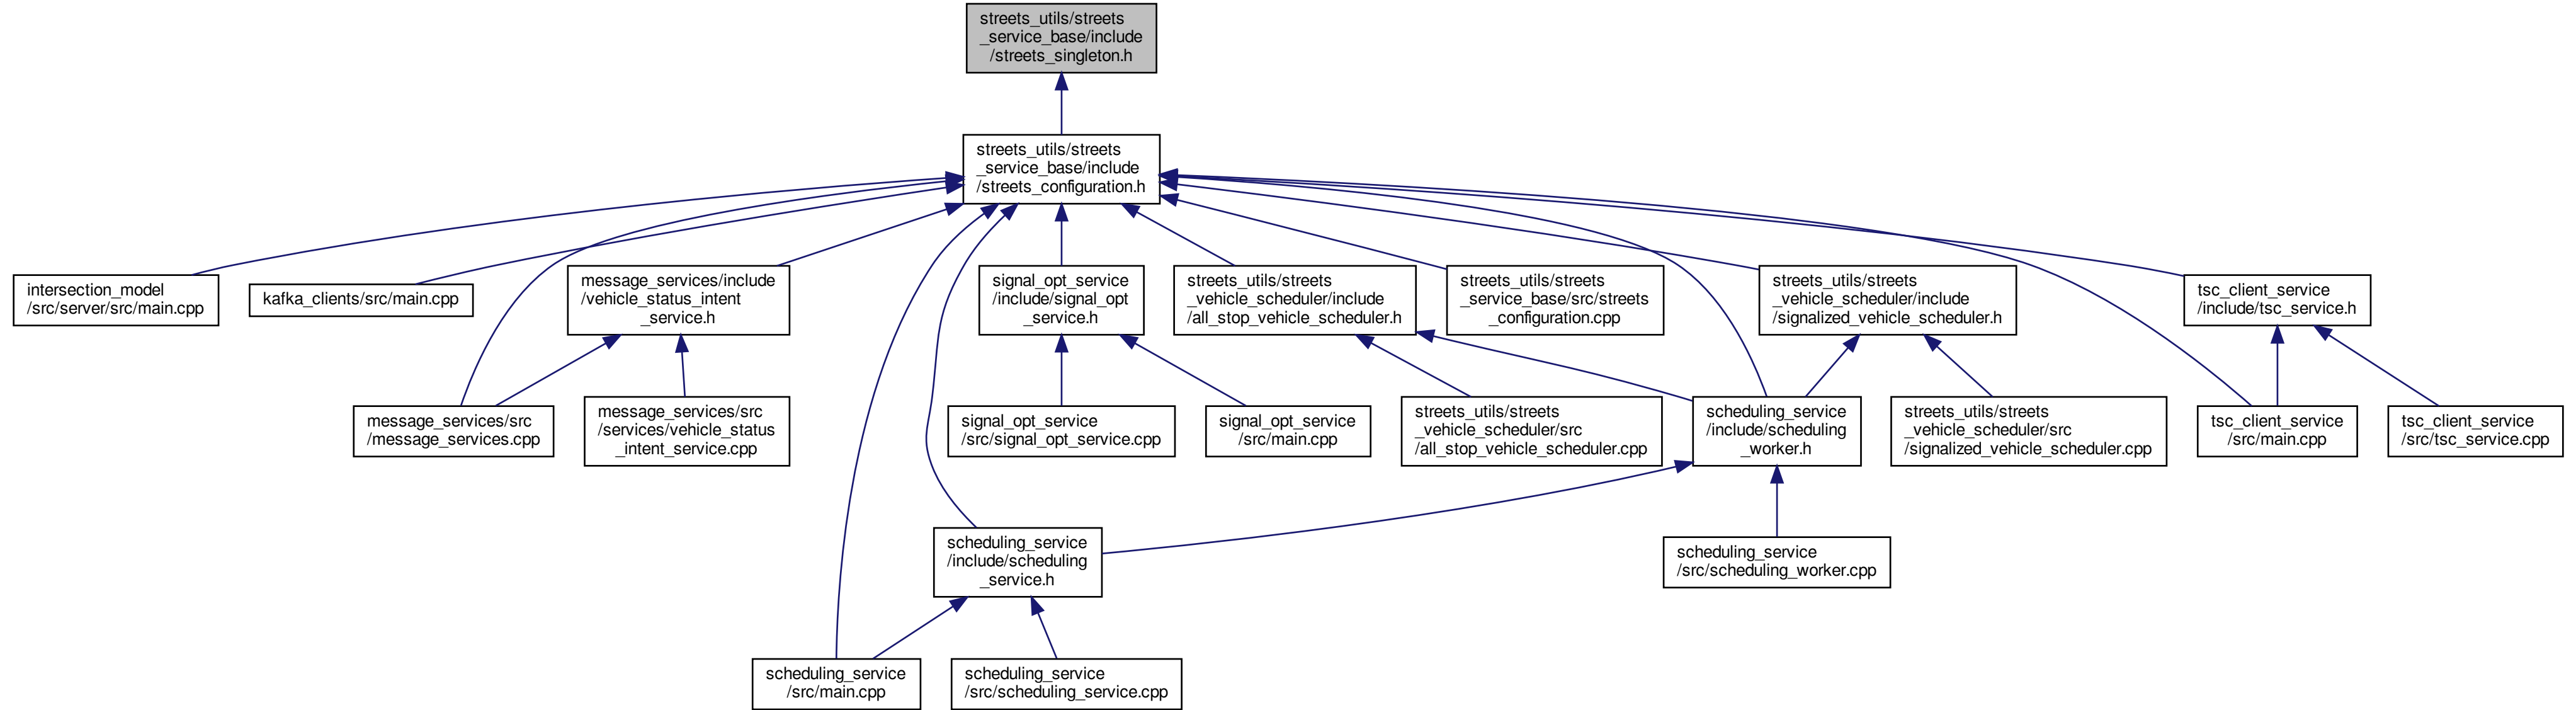 streets_utils/streets
_service_base/include
/streets_singleton.h
streets_utils/streets
_service_base/include
/streets_configuration.h
intersection_model
/src/server/src/main.cpp
kafka_clients/src/main.cpp
message_services/include
/vehicle_status_intent
_service.h
signal_opt_service
/include/signal_opt
_service.h
streets_utils/streets
_vehicle_scheduler/include
/all_stop_vehicle_scheduler.h
streets_utils/streets
_service_base/src/streets
_configuration.cpp
streets_utils/streets
_vehicle_scheduler/include
/signalized_vehicle_scheduler.h
tsc_client_service
/include/tsc_service.h
message_services/src
/message_services.cpp
message_services/src
/services/vehicle_status
_intent_service.cpp
signal_opt_service
/src/signal_opt_service.cpp
signal_opt_service
/src/main.cpp
streets_utils/streets
_vehicle_scheduler/src
/all_stop_vehicle_scheduler.cpp
scheduling_service
/include/scheduling
_worker.h
streets_utils/streets
_vehicle_scheduler/src
/signalized_vehicle_scheduler.cpp
tsc_client_service
/src/main.cpp
tsc_client_service
/src/tsc_service.cpp
scheduling_service
/include/scheduling
_service.h
scheduling_service
/src/scheduling_worker.cpp
scheduling_service
/src/main.cpp
scheduling_service
/src/scheduling_service.cpp